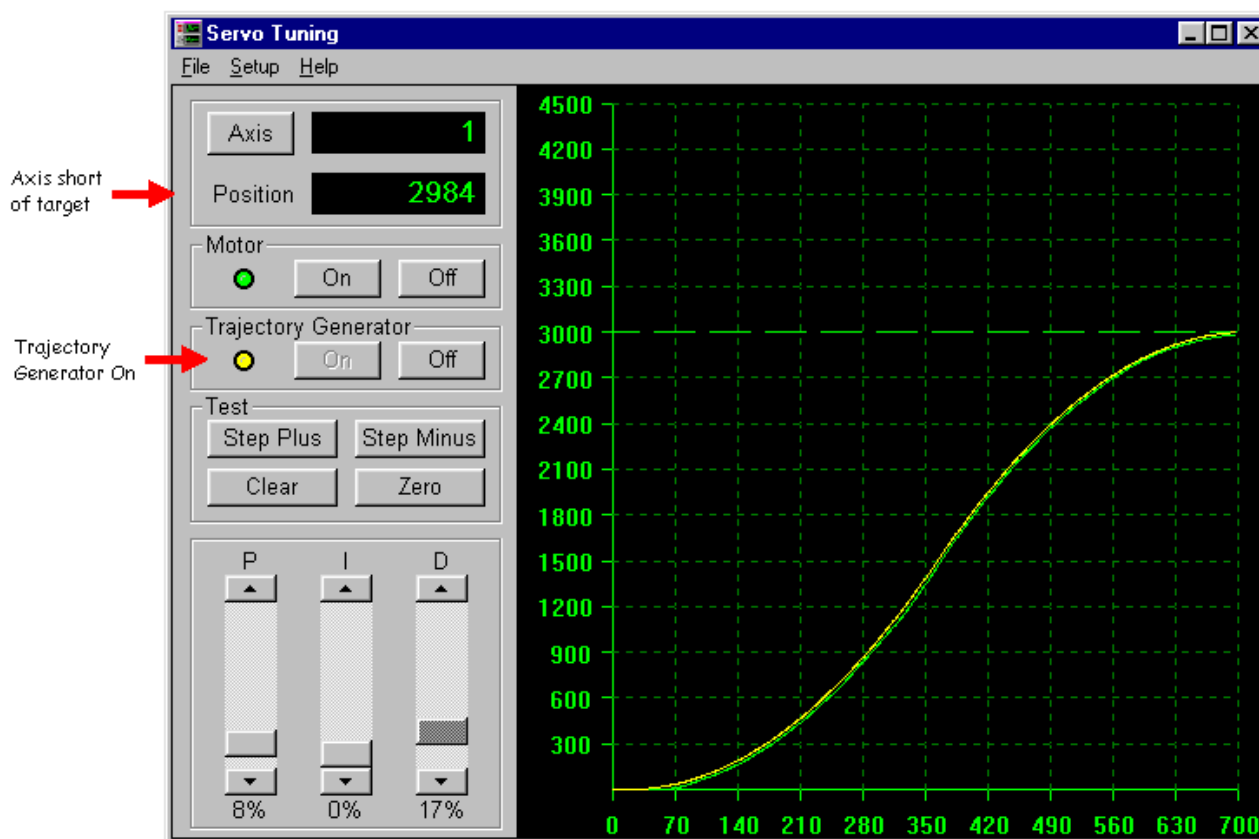 Servo Tuning
File Setup Help
Axis 1
Position 2984
Axis short
of target
Motor
On Off
Trajectory Generator
On Off
Trajectory
Generator On
Test
Step Plus Step Minus
Clear Zero
P I D
8% 0% 17%
4500
4200
3900
3600
3300
3000
2700
2400
2100
1800
1500
1200
900
600
300
0 70 140 210 280 350 420 490 560 630 700